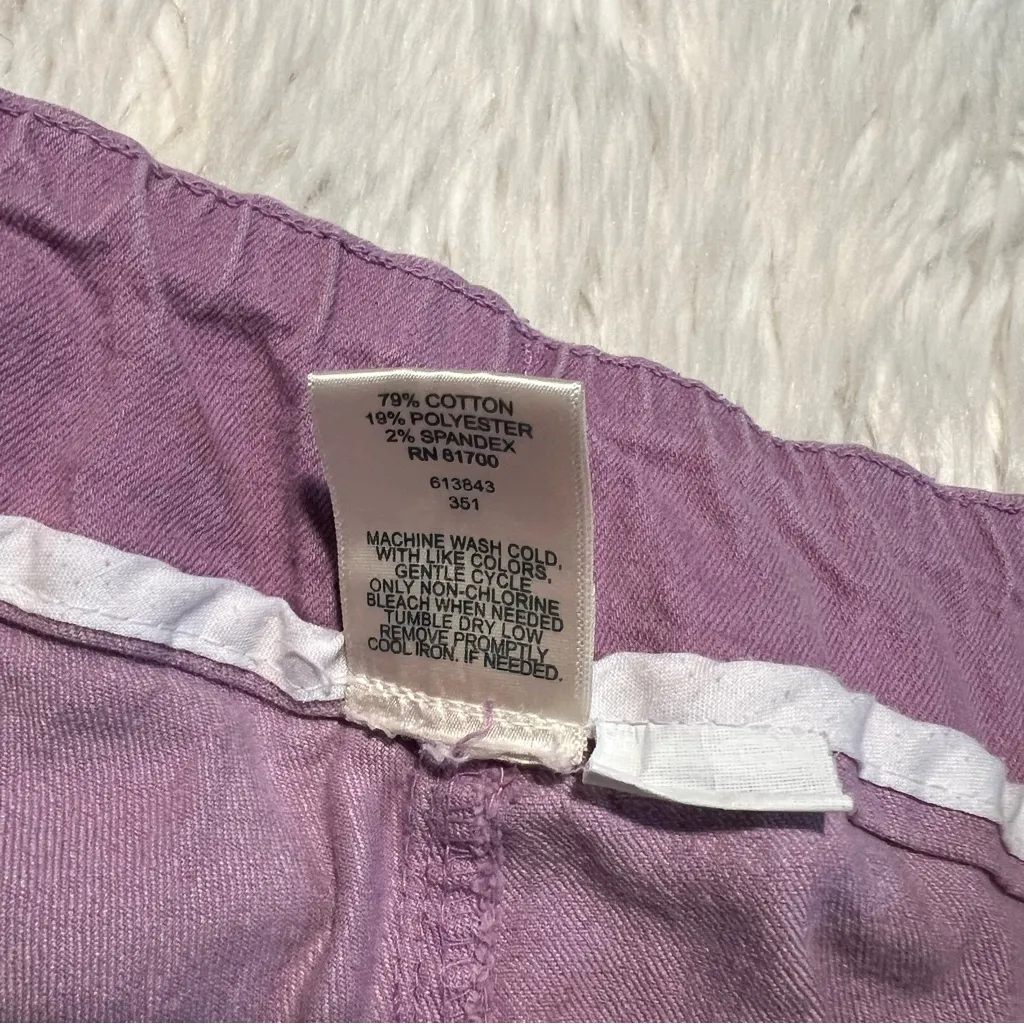 79% COTTON
19% POLYESTER
2% SPANDEX
RN 81700
613843
351
MACHINE WASH COLD,
WITH LIKE COLORS,
GENTLE CYCLE
ONLY NON-CHLORINE
BLEACH WHEN NEEDED
TUMBLE DRY LOW
REMOVE PROMPTLY
COOL IRON. IF NEEDED.